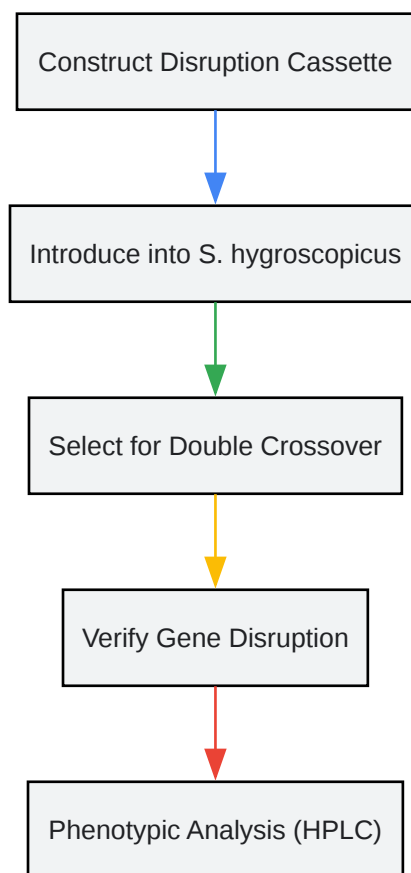 Construct Disruption Cassette
Introduce into S. hygroscopicus
Select for Double Crossover
Verify Gene Disruption
Phenotypic Analysis (HPLC)